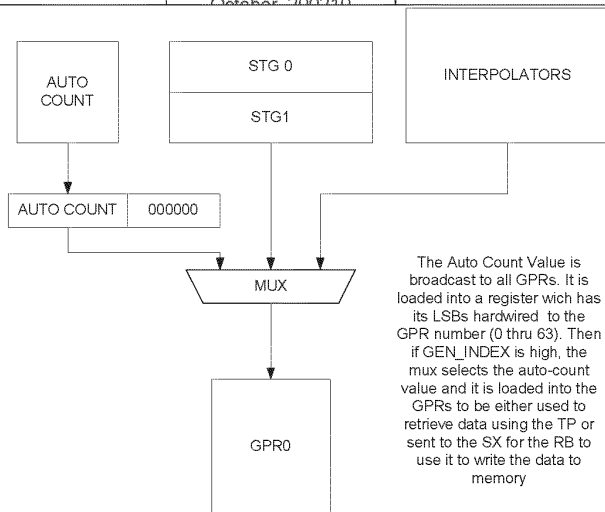 STG 0
INTERPOLATORS
AUTO
COUNT
STG1
AUTO COUNT 000000
MUX
GPR0
The Auto Count Value is
broadcast to all GPRs. It is
loaded into a register wich has
its LSBs hardwired to the
GPR number (0 thru 63). Then
if GEN_INDEX is high, the
mux selects the auto-count
value and it is loaded into the
GPRs to be either used to
retrieve data using the TP or
sent to the SX for the RB to
use it to write the data to
memory